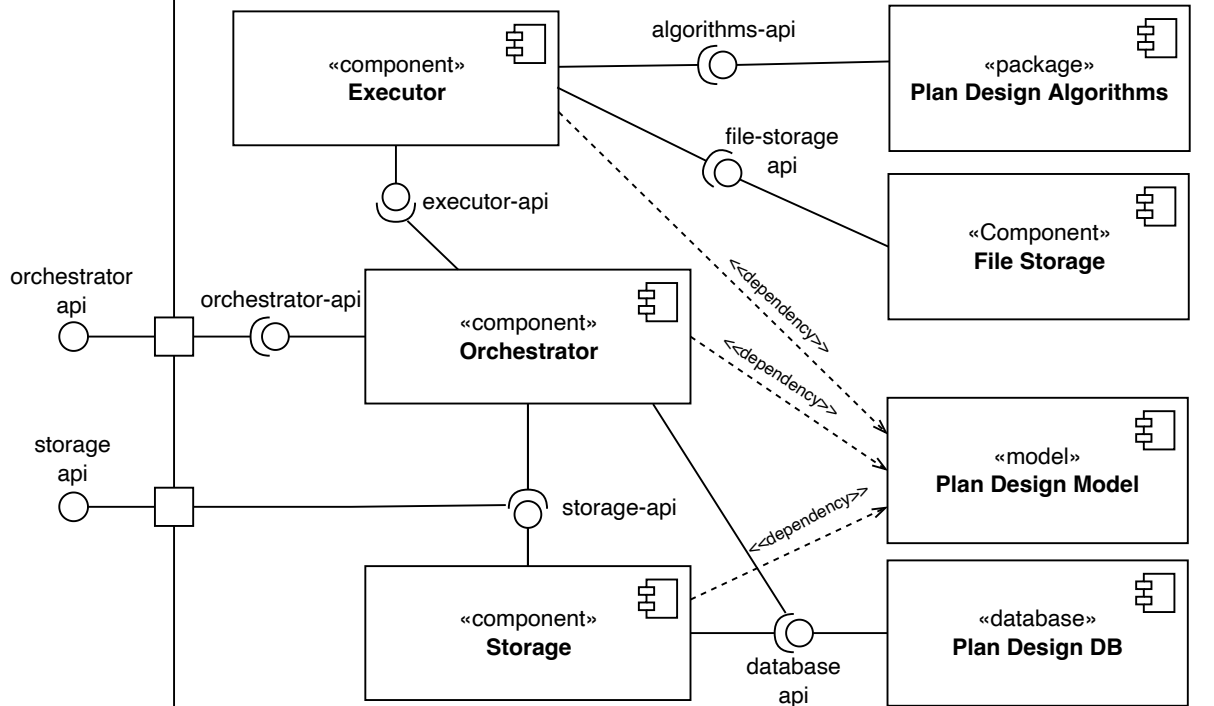 algorithms-api
«component»
Executor
«package»
Plan Design Algorithms
file-storage
api
executor-api
«Component»
File Storage
orchestrator
api
orchestrator-api
«component»
Orchestrator
<<dependency>>
<<dependency>>
storage
api
storage-api
«model»
Plan Design Model
<<dependency>>
«component»
Storage
«database»
Plan Design DB
database
api